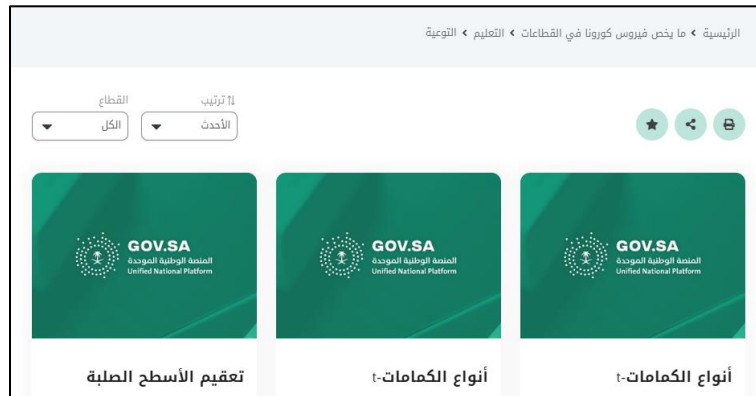 الرئيسية > ما يخص فيروس كورونا في القطاعات > التعليم > التوعية
ترتيب
القطاع
الأحدث
الكل
GOV.SA
المنصة الوطنية الموحدة
Unified National Platform
GOV.SA
المنصة الوطنية الموحدة
Unified National Platform
GOV.SA
المنصة الوطنية الموحدة
Unified National Platform
أنواع الكمامات-t
أنواع الكمامات-t
تعقيم الأسطح الصلبة